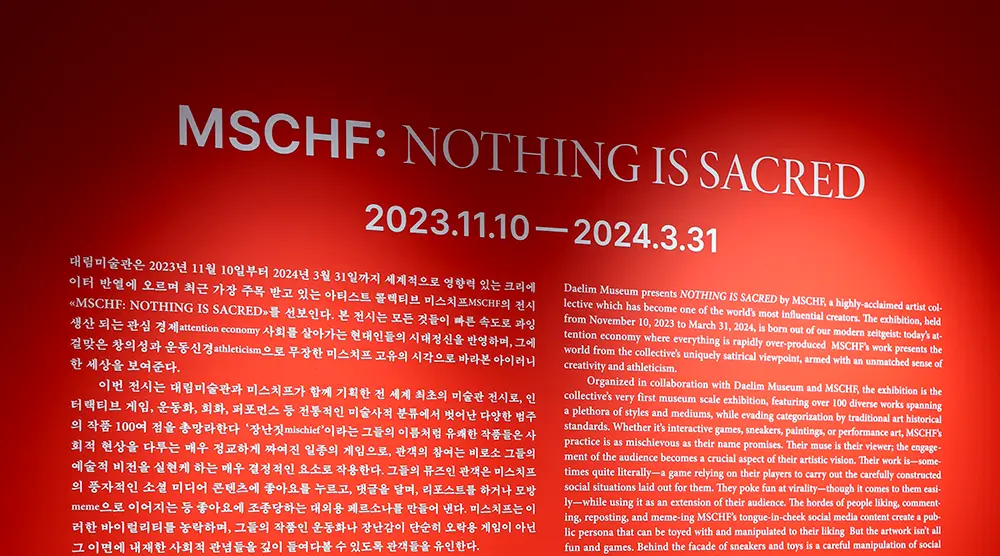 MSCHF: NOTHING IS SACRED
2023.11.10 — 2024.3.31
대림미술관은 2023년 11월 10일부터 2024년 3월 31일까지 세계적으로 영향력 있는 크리에
이터 반열에 오르며 최근 가장 주목 받고 있는 아티스트 콜렉티브 미스치프MSCHF의 전시
«MSCHF: NOTHING IS SACRED»를 선보인다. 본 전시는 모든 것들이 빠른 속도로 과잉
생산 되는 관심 경제attention economy 사회를 살아가는 현대인들의 시대정신을 반영하며, 그에
걸맞은 창의성과 운동신경athleticism으로 무장한 미스치프 고유의 시각으로 바라본 아이러니
한 세상을 보여준다.
이번 전시는 대림미술관과 미스치프가 함께 기획한 전 세계 최초의 미술관 전시로, 인
터랙티브 게임, 운동화, 회화, 퍼포먼스 등 전통적인 미술사적 분류에서 벗어난 다양한 범주
의 작품 100여 점을 총망라한다 ‘장난짓mischief’이라는 그들의 이름처럼 유쾌한 작품들은 사
회적 현상을 다루는 매우 정교하게 짜여진 일종의 게임으로, 관객의 참여는 비로소 그들의
예술적 비전을 실현케 하는 매우 결정적인 요소로 작용한다. 그들의 뮤즈인 관객은 미스치프
의 풍자적인 소셜 미디어 콘텐츠에 좋아요를 누르고, 댓글을 달며, 리포스트를 하거나 모방
meme으로 이어지는 등 좋아요에 조종당하는 대외용 페르소나를 만들어 낸다. 미스치프는 이
러한 바이럴리티를 농락하며, 그들의 작품인 운동화나 장난감이 단순히 오락용 게임이 아닌
그 이면에 내재한 사회적 관념들을 깊이 들여다볼 수 있도록 관객들을 유인한다.
Daelim Museum presents NOTHING IS SACRED by MSCHF, a highly-acclaimed artist col-
lective which has become one of the world's most influential creators. The exhibition, held
from November 10, 2023 to March 31, 2024, is born out of our modern zeitgeist: today's at-
tention economy where everything is rapidly over-produced MSCHF's work presents the
world from the collective's uniquely satirical viewpoint, armed with an unmatched sense of
creativity and athleticism.
Organized in collaboration with Daelim Museum and MSCHF, the exhibition is the
collective's very first museum scale exhibition, featuring over 100 diverse works spanning
a plethora of styles and mediums, while evading categorization by traditional art historical
standards. Whether it's interactive games, sneakers, paintings, or performance art, MSCHF's
practice is as mischievous as their name promises. Their muse is their viewer; the engage-
ment of the audience becomes a crucial aspect of their artistic vision. Their work is—some-
times quite literally—a game relying on their players to carry out the carefully constructed
social situations laid out for them. They poke fun at virality—though it comes to them easi-
ly—while using it as an extension of their audience. The hordes of people liking, comment-
ing, reposting, and meme-ing MSCHF's tongue-in-cheek social media content create a pub-
lic persona that can be toyed with and manipulated to their liking. But the artwork isn't all
fun and games. Behind the facade of sneakers and toys is a careful manipulation of social